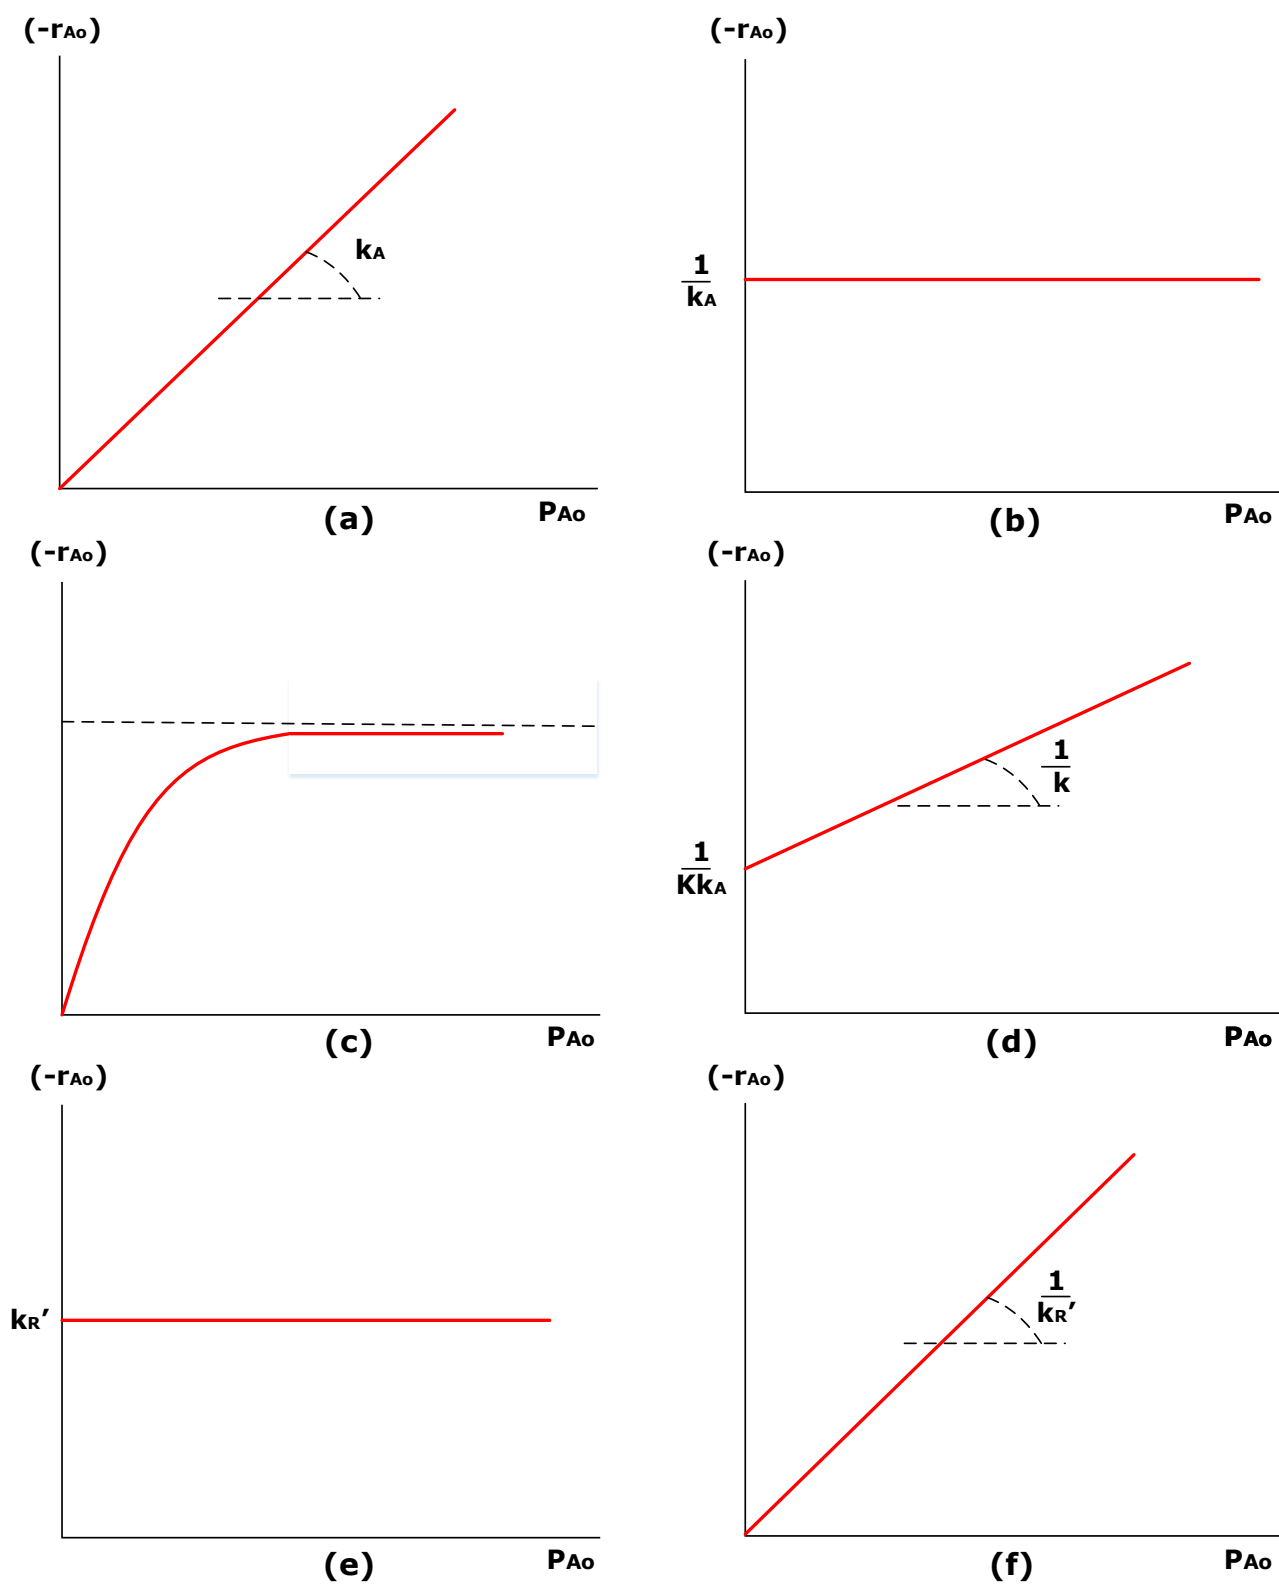 (-rAo)
(-rAo)
kA
1
kA
(a)
PAo
(b)
PAo
(-rAo)
(-rAo)
1
k
1
KkA
(c)
PAo
(d)
PAo
(-rAo)
(-rAo)
kR'
1
kR'
(e)
PAo
(f)
PAo